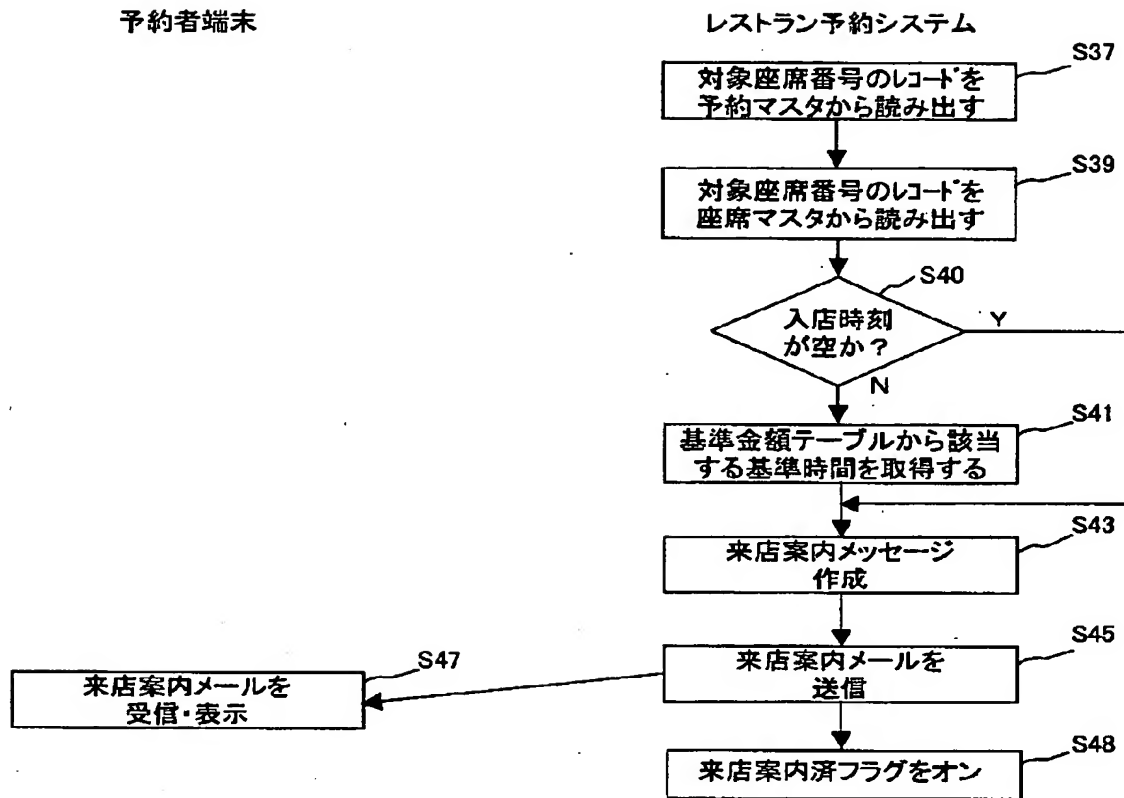 予約者端末
レストラン予約システム
S37
対象座席番号のレコードを
予約マスタから読み出す
S39
対象座席番号のレコードを
座席マスタから読み出す
S40
入店時刻
が空か?
Y
N
S41
基準金額テーブルから該当
する基準時間を取得する
S43
来店案内メッセージ
作成
S45
来店案内メールを
送信
S47
来店案内メールを
受信・表示
S48
来店案内済フラグをオン